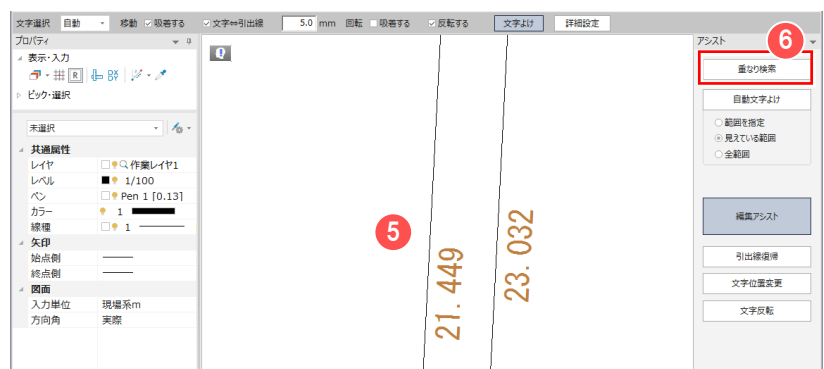 文字選択 自動 移動 吸着する 文字⇔引出線 5.0 mm 回転 吸着する 反転する 文字よけ 詳細設定
プロパティ
表示・入力
R
ピック・選択
未選択
共通属性
レイヤ 作業レイヤ1
レベル 1/100
ペン Pen 1 [0.13]
カラー 1
線種 1
矢印
始点側
終点側
図面
入力単位 現場系m
方向角 実際
5
21.449
23.032
アシスト
6
重なり検索
自動文字よけ
範囲を指定
見えている範囲
全範囲
編集アシスト
引出線復帰
文字位置変更
文字反転